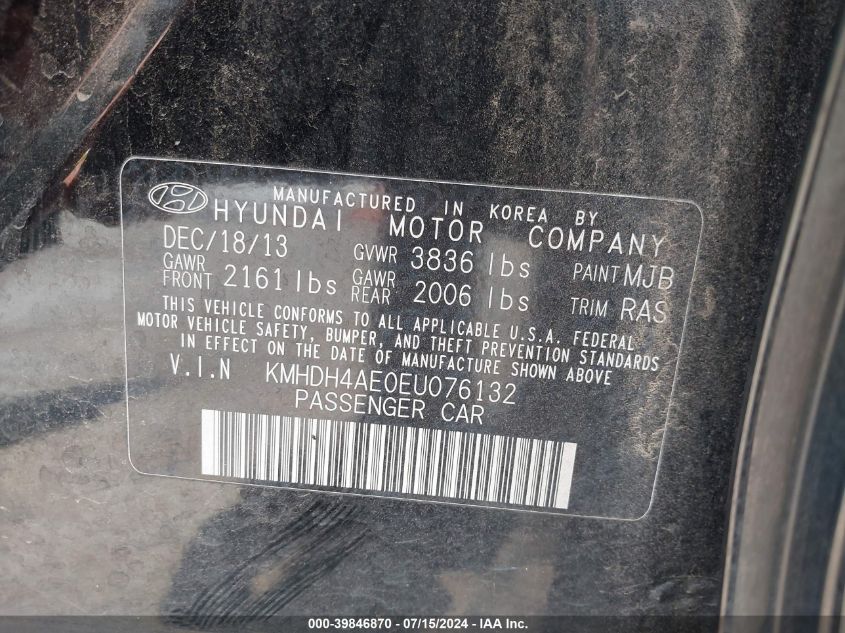 MANUFACTURED IN KOREA BY
HYUNDAI MOTOR COMPANY
DEC/18/13 GVWR 3836 lbs PAINT MJB
GAWR FRONT 2161 lbs GAWR REAR 2006 lbs TRIM RAS
THIS VEHICLE CONFORMS TO ALL APPLICABLE U.S.A. FEDERAL
MOTOR VEHICLE SAFETY, BUMPER, AND THEFT PREVENTION STANDARDS
IN EFFECT ON THE DATE OF MANUFACTURE SHOWN ABOVE
V.I.N KMHDH4AE0EU076132
PASSENGER CAR
000-39846870 - 07/15/2024 - IAA Inc.